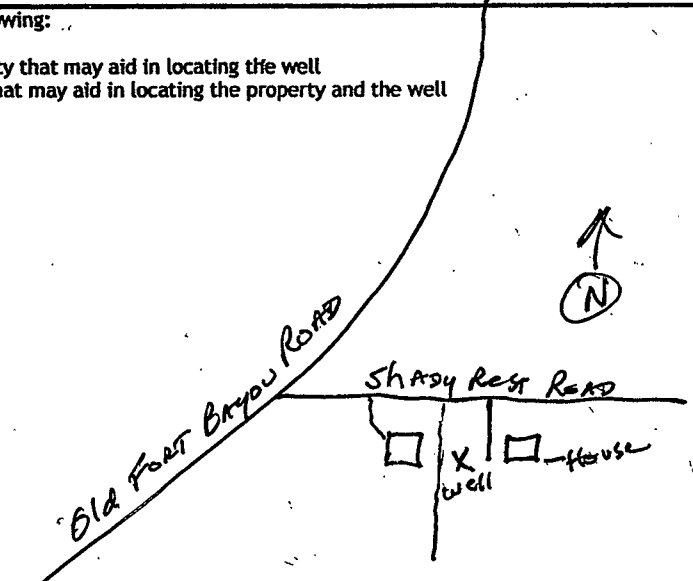 wing:
ty that may aid in locating the well
hat may aid in locating the property and the well
N
Old FORT BAYOU ROAD
ShADy ResT ROAD
X
well
House